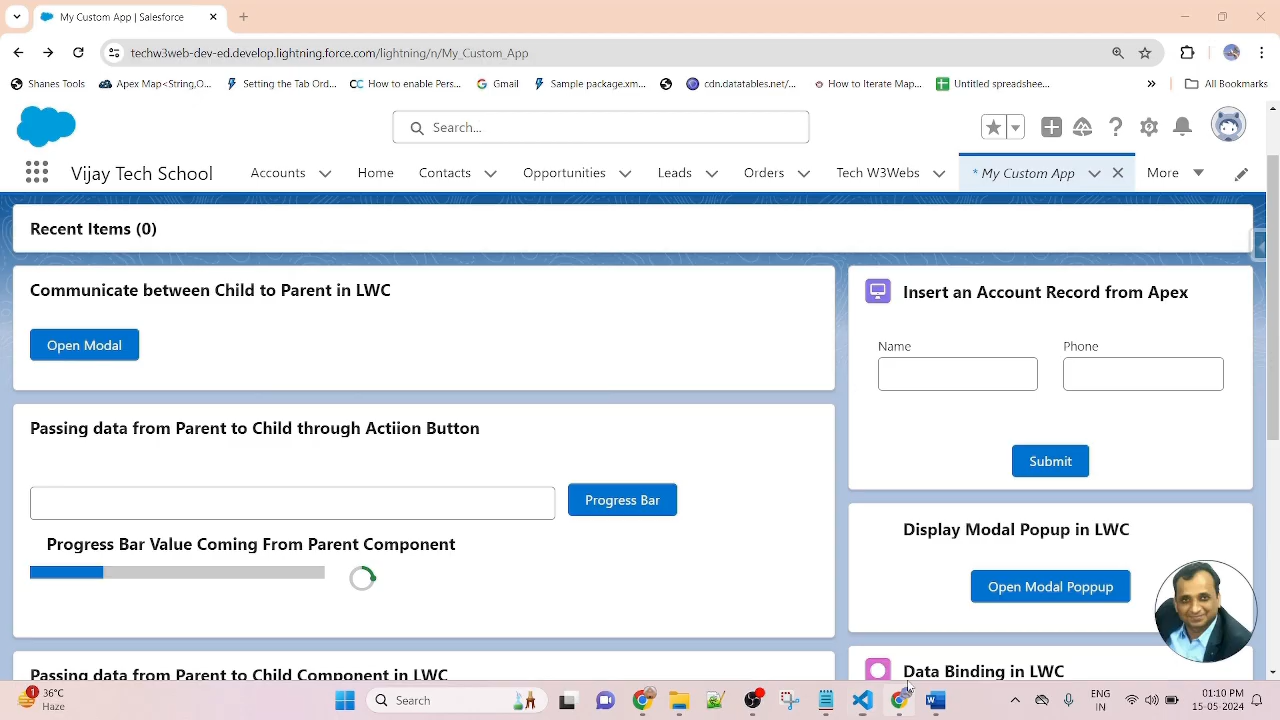 My Custom App | Salesforce
techw3web-dev-ed.develop.lightning.force.com/lightning/n/My_Custom_App
Shanes Tools
Apex Map<String,O...
Setting the Tab Ord...
How to enable Pers...
Gmail
Sample package.xm...
cdn.datatables.net/...
How to Iterate Map...
Untitled spreadshee...
»
All Bookmarks
Search...
Vijay Tech School
Accounts
Home
Contacts
Opportunities
Leads
Orders
Tech W3Webs
* My Custom App
More
Recent Items (0)
Communicate between Child to Parent in LWC
Open Modal
Insert an Account Record from Apex
Name
Phone
Submit
Passing data from Parent to Child through Actiion Button
Progress Bar
Progress Bar Value Coming From Parent Component
Display Modal Popup in LWC
Open Modal Poppup
Passing data from Parent to Child Component in LWC
Data Binding in LWC
1
36°C
Haze
Search
ENG
IN
01:10 PM
15-05-2024